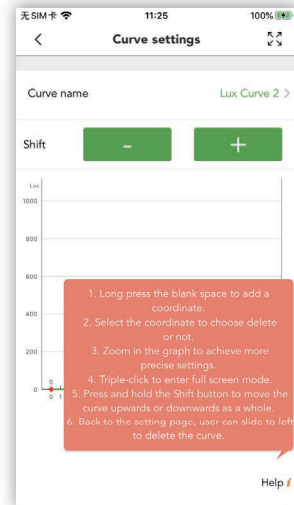 无SIM卡 11:25 100%
< Curve settings
Curve name Lux Curve 2 >
Shift - +
Lux
1000
800
600
400
200
0
0
0 1
1. Long press the blank space to add a
coordinate.
2. Select the coordinate to choose delete
or not.
3. Zoom in the graph to achieve more
precise settings.
4. Triple-click to enter full screen mode.
5. Press and hold the Shift button to move the
curve upwards or downwards as a whole.
6. Back to the setting page, user can slide to left
to delete the curve.
Help i